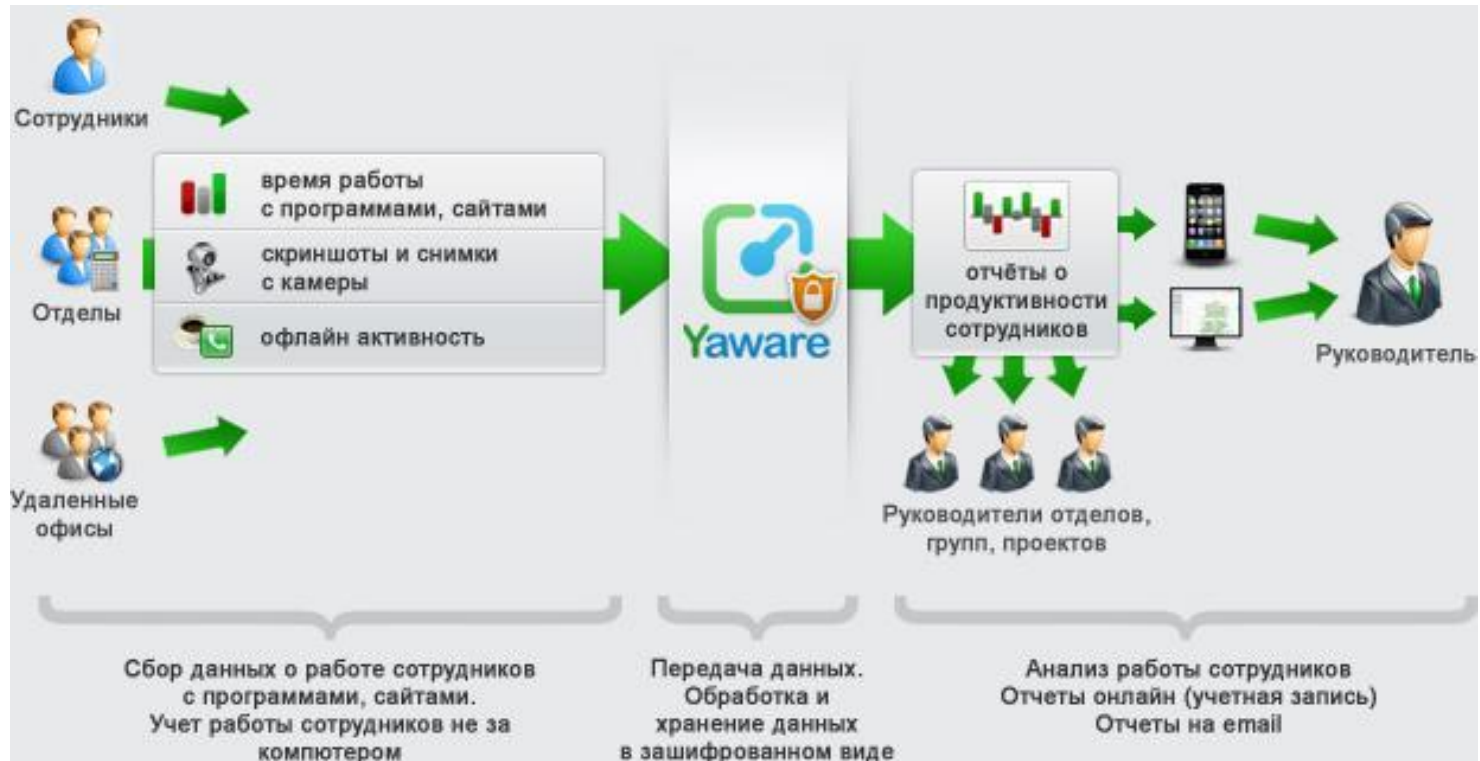 Сотрудники
время работы
с программами, сайтами
скриншоты и снимки
с камеры
офлайн активность
Отделы
Удаленные
офисы
Yaware
отчёты о
продуктивности
сотрудников
Руководитель
Руководители отделов,
групп, проектов
Сбор данных о работе сотрудников
с программами, сайтами.
Учет работы сотрудников не за
компютером
Передача данных.
Обработка и
хранение данных
в зашифрованном виде
Анализ работы сотрудников
Отчеты онлайн (учетная запись)
Отчеты на email